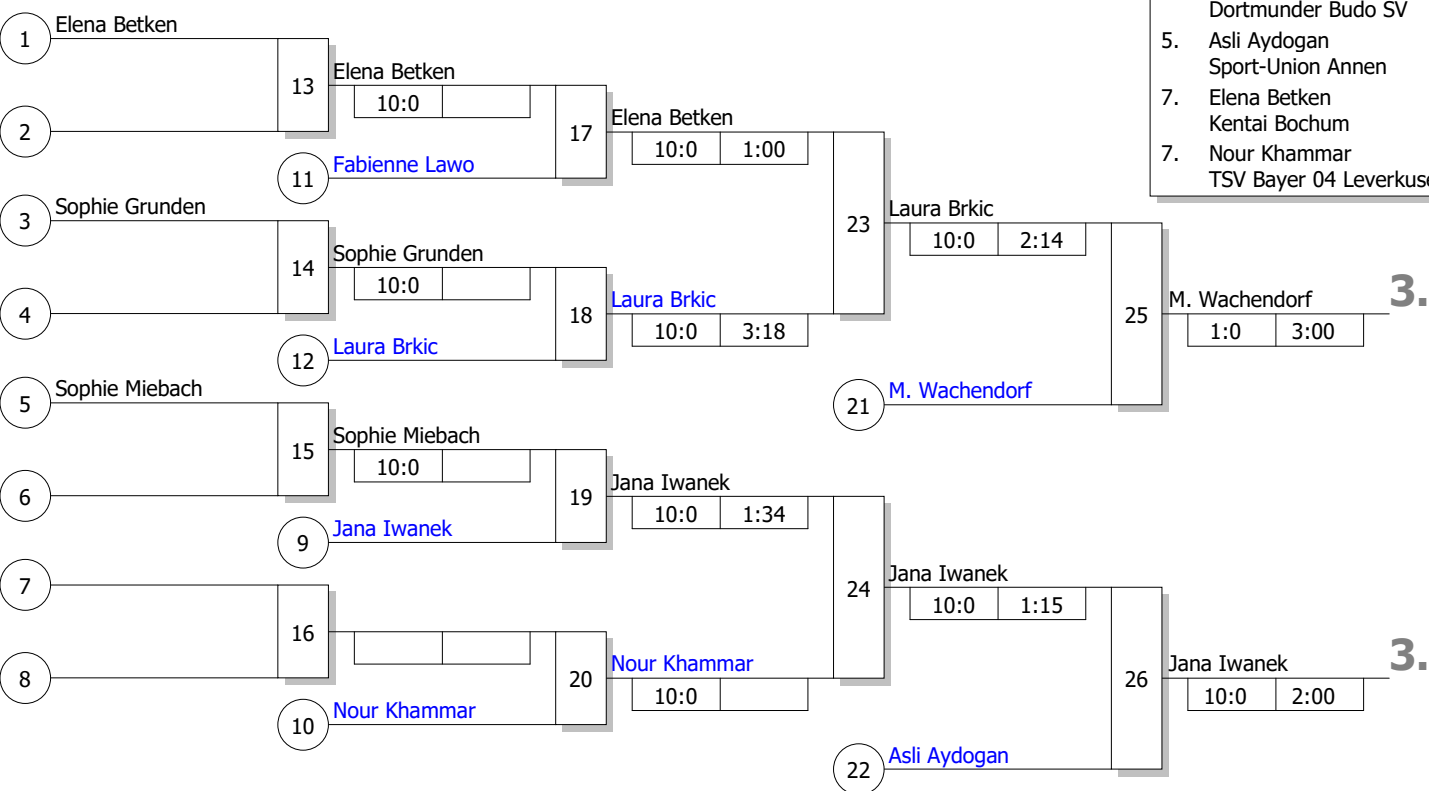 Elena Betken
1
13
Elena Betken
10:0
2
17
Elena Betken
10:0 1:00
11
Fabienne Lawo
3
Sophie Grunden
14
Sophie Grunden
10:0
4
18
Laura Brkic
10:0 3:18
12
Laura Brkic
23
Laura Brkic
10:0 2:14
25
M. Wachendorf
1:0 3:00
3.
21
M. Wachendorf
5
Sophie Miebach
15
Sophie Miebach
10:0
6
19
Jana Iwanek
10:0 1:34
9
Jana Iwanek
7
16
8
20
Nour Khammar
10:0
10
Nour Khammar
24
Jana Iwanek
10:0 1:15
26
Jana Iwanek
10:0 2:00
3.
22
Asli Aydogan
Dortmunder Budo SV
5. Asli Aydogan
Sport-Union Annen
7. Elena Betken
Kentai Bochum
7. Nour Khammar
TSV Bayer 04 Leverkuse